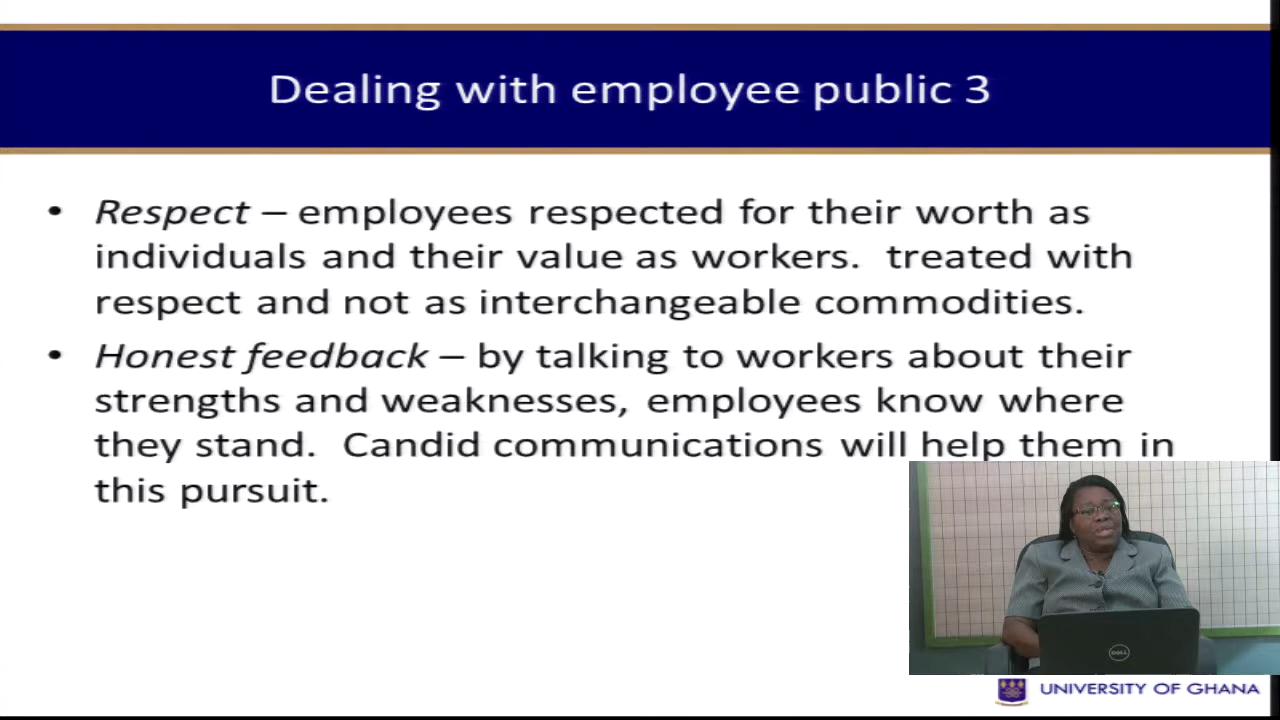 Dealing with employee public 3
• Respect – employees respected for their worth as
individuals and their value as workers.  treated with
respect and not as interchangeable commodities.
• Honest feedback – by talking to workers about their
strengths and weaknesses, employees know where
they stand.  Candid communications will help them in
this pursuit.
DELL
UNIVERSITY OF GHANA